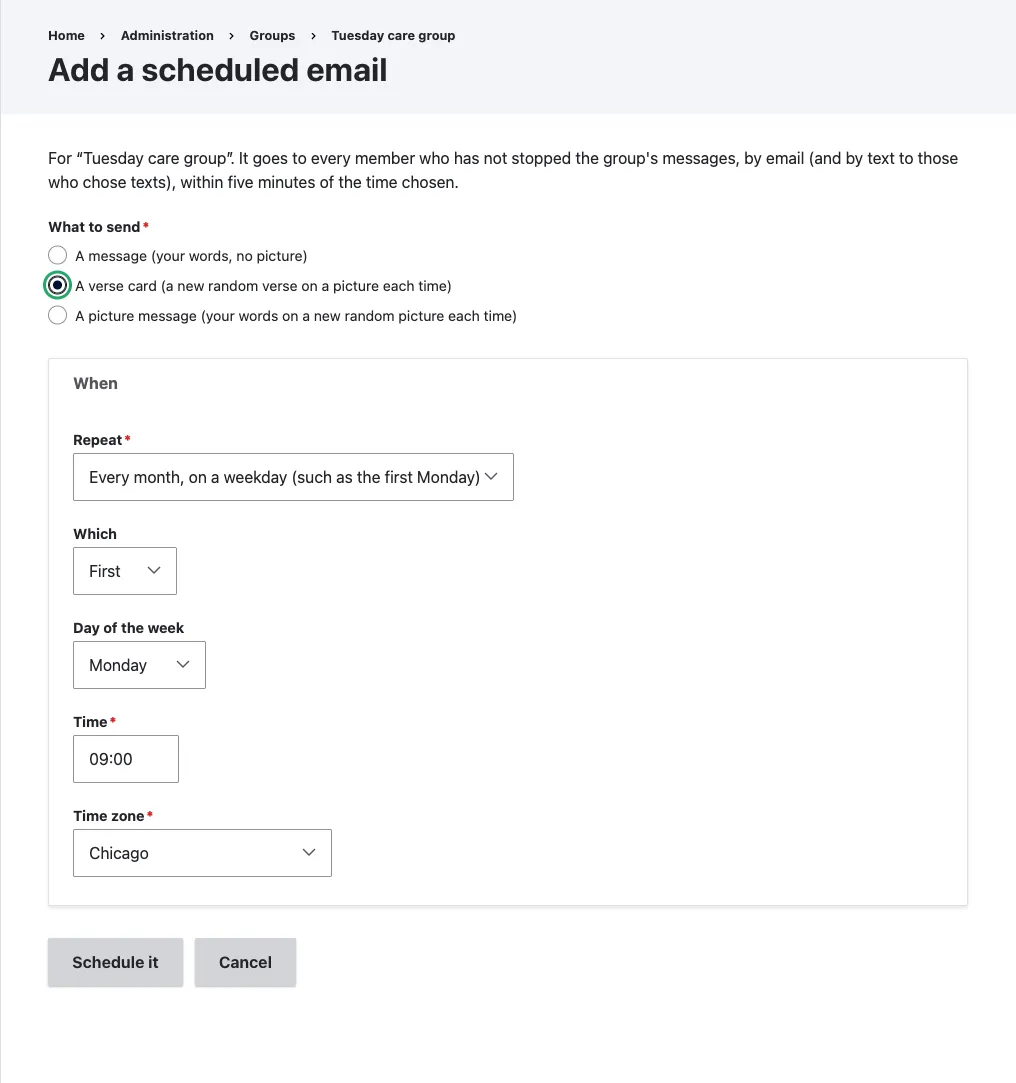 Home › Administration › Groups › Tuesday care group
Add a scheduled email
For “Tuesday care group”. It goes to every member who has not stopped the group's messages, by email (and by text to those
who chose texts), within five minutes of the time chosen.
What to send*
A message (your words, no picture)
A verse card (a new random verse on a picture each time)
A picture message (your words on a new random picture each time)
When
Repeat*
Every month, on a weekday (such as the first Monday)
Which
First
Day of the week
Monday
Time*
09:00
Time zone*
Chicago
Schedule it
Cancel